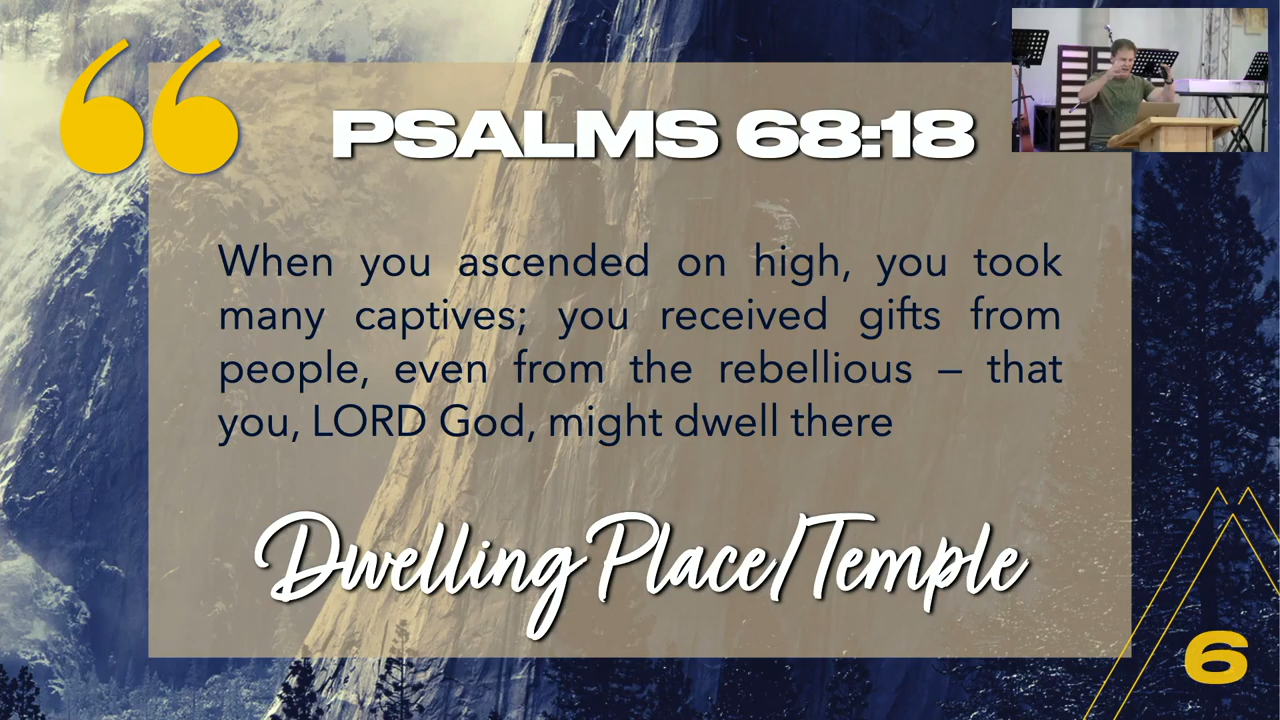 PSALMS 68:18
When you ascended on high, you took
many captives; you received gifts from
people, even from the rebellious – that
you, LORD God, might dwell there
Dwelling Place/Temple
6